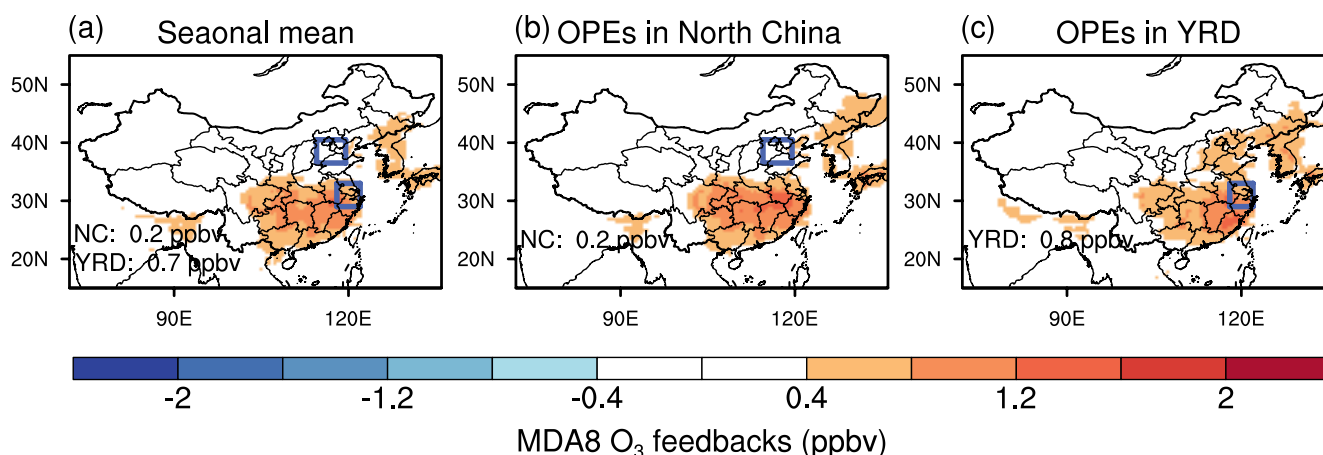 (a) Seaonal mean
(b) OPEs in North China
(c) OPEs in YRD
50N
40N
30N
20N
NC: 0.2 ppbv
YRD: 0.7 ppbv
90E 120E
50N
40N
30N
20N
NC: 0.2 ppbv
90E 120E
50N
40N
30N
20N
YRD: 0.8 ppbv
90E 120E
-2 -1.2 -0.4 0.4 1.2 2
MDA8 O₃ feedbacks (ppbv)